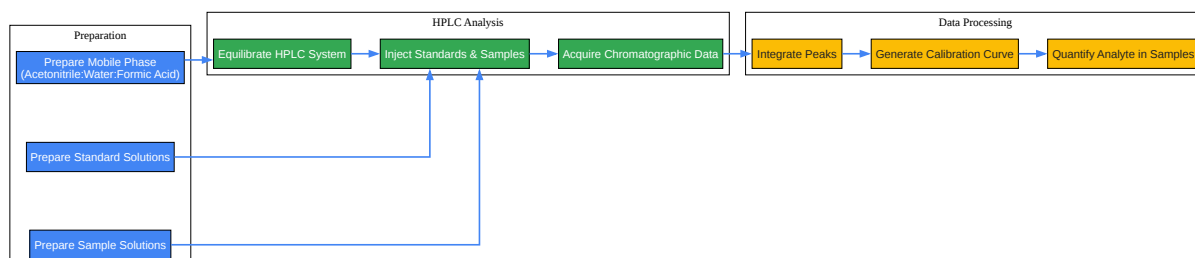 Preparation
Prepare Mobile Phase
(Acetonitrile:Water:Formic Acid)
Prepare Standard Solutions
Prepare Sample Solutions
HPLC Analysis
Equilibrate HPLC System
Inject Standards & Samples
Acquire Chromatographic Data
Data Processing
Integrate Peaks
Generate Calibration Curve
Quantify Analyte in Samples